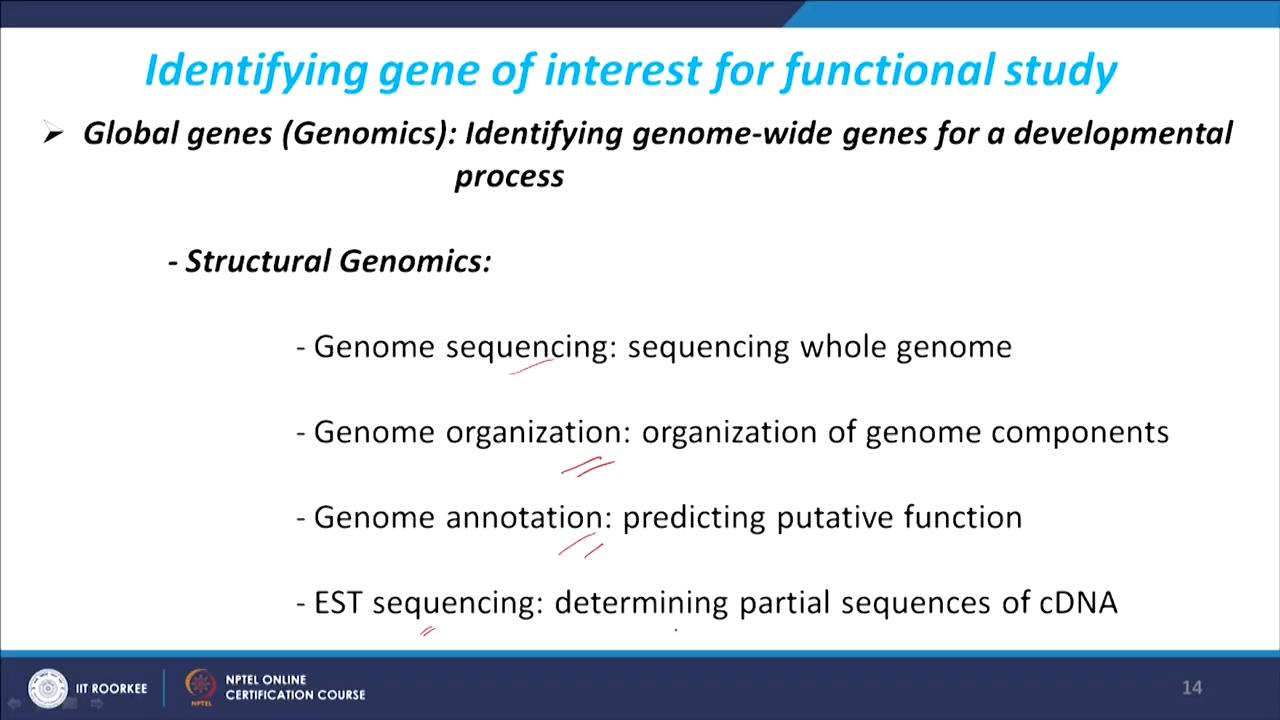 Identifying gene of interest for functional study
➢ Global genes (Genomics): Identifying genome-wide genes for a developmental
process
- Structural Genomics:
- Genome sequencing: sequencing whole genome
- Genome organization: organization of genome components
- Genome annotation: predicting putative function
- EST sequencing: determining partial sequences of cDNA
IIT ROORKEE
NPTEL ONLINE
CERTIFICATION COURSE
NPTEL
14